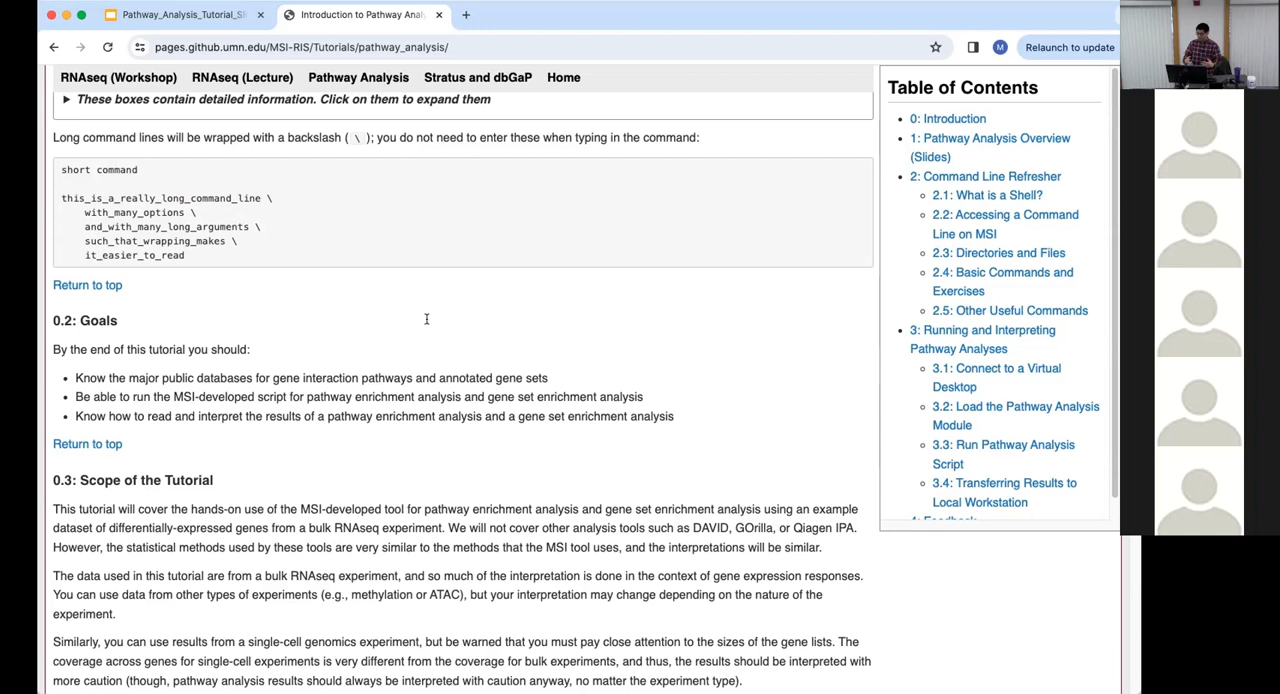 Pathway_Analysis_Tutorial_Sl
Introduction to Pathway Anal
pages.github.umn.edu/MSI-RIS/Tutorials/pathway_analysis/
M
Relaunch to update
RNAseq (Workshop)
RNAseq (Lecture)
Pathway Analysis
Stratus and dbGaP
Home
These boxes contain detailed information. Click on them to expand them
Long command lines will be wrapped with a backslash ( \ ); you do not need to enter these when typing in the command:
short command
this_is_a_really_long_command_line \
with_many_options \
and_with_many_long_arguments \
such_that_wrapping_makes \
it_easier_to_read
Return to top
0.2: Goals
By the end of this tutorial you should:
Know the major public databases for gene interaction pathways and annotated gene sets
Be able to run the MSI-developed script for pathway enrichment analysis and gene set enrichment analysis
Know how to read and interpret the results of a pathway enrichment analysis and a gene set enrichment analysis
Return to top
0.3: Scope of the Tutorial
This tutorial will cover the hands-on use of the MSI-developed tool for pathway enrichment analysis and gene set enrichment analysis using an example
dataset of differentially-expressed genes from a bulk RNAseq experiment. We will not cover other analysis tools such as DAVID, GOrilla, or Qiagen IPA.
However, the statistical methods used by these tools are very similar to the methods that the MSI tool uses, and the interpretations will be similar.
The data used in this tutorial are from a bulk RNAseq experiment, and so much of the interpretation is done in the context of gene expression responses.
You can use data from other types of experiments (e.g., methylation or ATAC), but your interpretation may change depending on the nature of the
experiment.
Similarly, you can use results from a single-cell genomics experiment, but be warned that you must pay close attention to the sizes of the gene lists. The
coverage across genes for single-cell experiments is very different from the coverage for bulk experiments, and thus, the results should be interpreted with
more caution (though, pathway analysis results should always be interpreted with caution anyway, no matter the experiment type).
Table of Contents
0: Introduction
1: Pathway Analysis Overview
(Slides)
2: Command Line Refresher
2.1: What is a Shell?
2.2: Accessing a Command
Line on MSI
2.3: Directories and Files
2.4: Basic Commands and
Exercises
2.5: Other Useful Commands
3: Running and Interpreting
Pathway Analyses
3.1: Connect to a Virtual
Desktop
3.2: Load the Pathway Analysis
Module
3.3: Run Pathway Analysis
Script
3.4: Transferring Results to
Local Workstation
4: Feedback